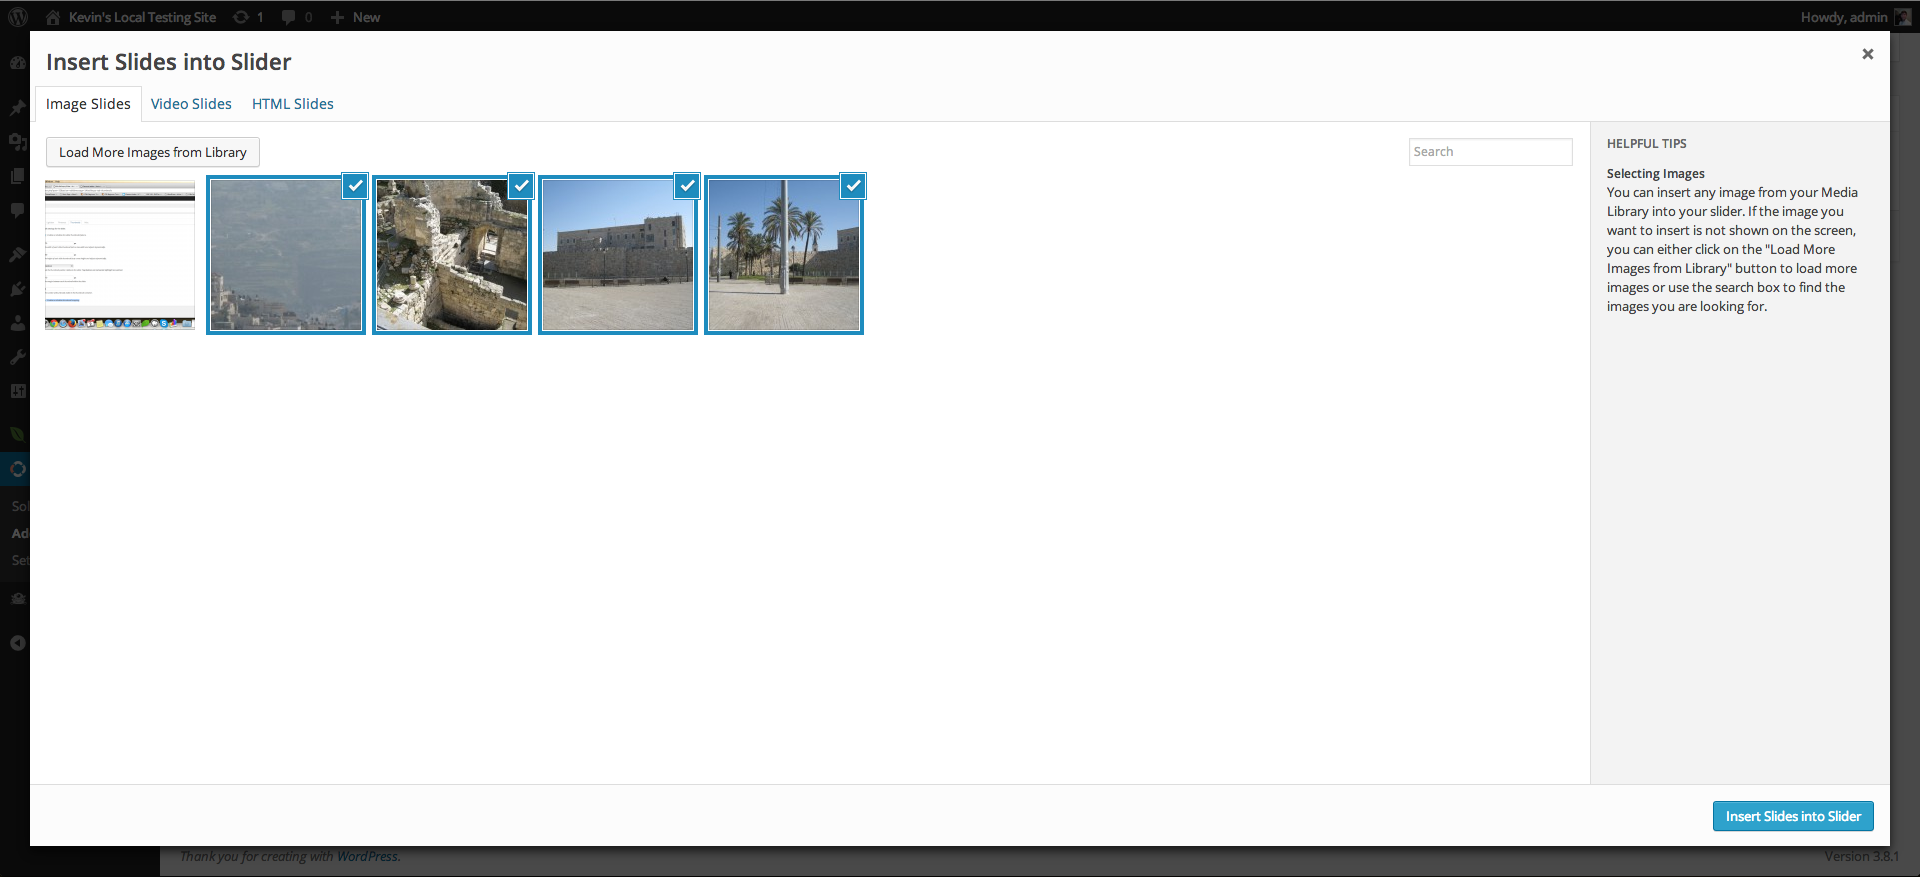 Kevin's Local Testing Site 1 0 New Howdy, admin
Insert Slides into Slider
Image Slides Video Slides HTML Slides
Load More Images from Library
Search
HELPFUL TIPS
Selecting Images
You can insert any image from your Media
Library into your slider. If the image you
want to insert is not shown on the screen,
you can either click on the "Load More
Images from Library" button to load more
images or use the search box to find the
images you are looking for.
Sol
Ad
Set
Insert Slides into Slider
Thank you for creating with WordPress. Version 3.8.1